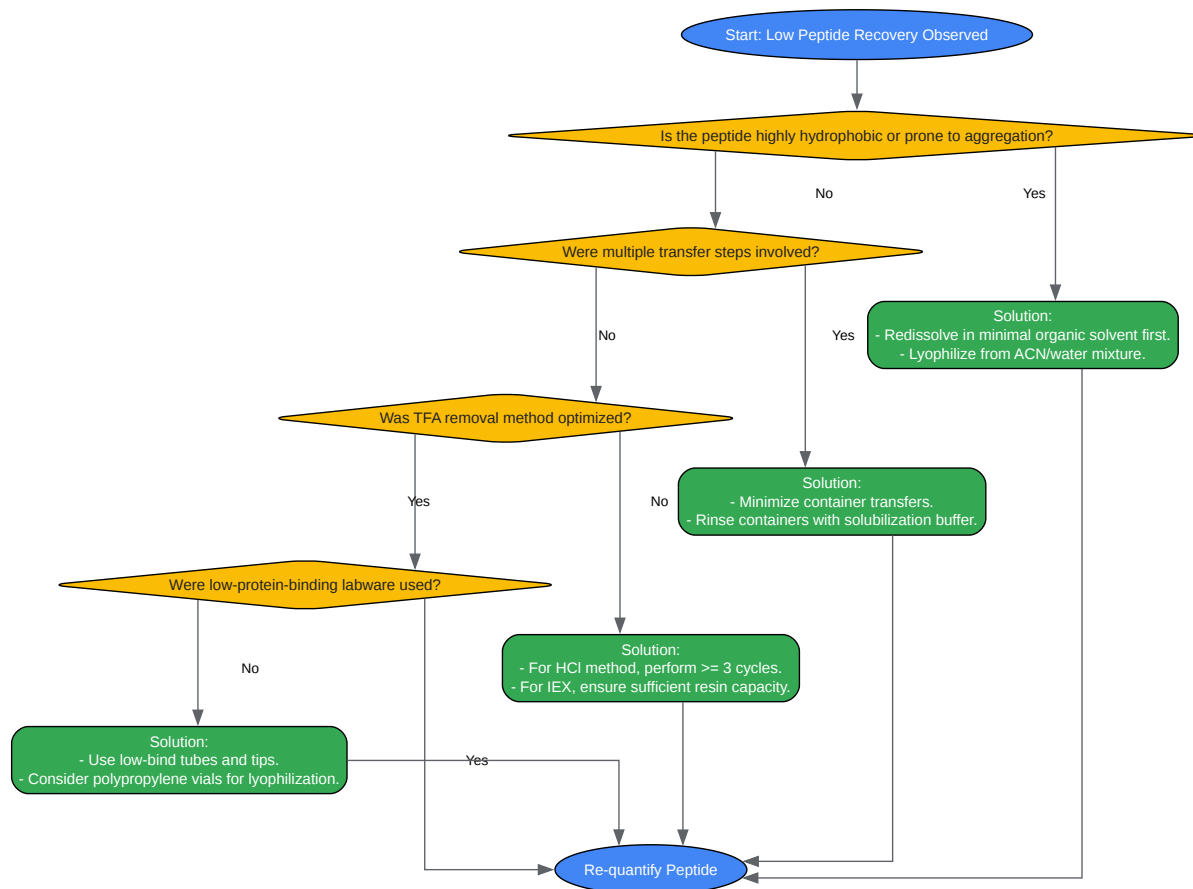 Start: Low Peptide Recovery Observed
Is the peptide highly hydrophobic or prone to aggregation?
No
Yes
Were multiple transfer steps involved?
Solution:
- Redissolve in minimal organic solvent first.
- Lyophilize from ACN/water mixture.
No
Yes
Was TFA removal method optimized?
Solution:
- Minimize container transfers.
- Rinse containers with solubilization buffer.
Yes
No
Were low-protein-binding labware used?
Solution:
- For HCl method, perform >= 3 cycles.
- For IEX, ensure sufficient resin capacity.
No
Solution:
- Use low-bind tubes and tips.
- Consider polypropylene vials for lyophilization.
Yes
Re-quantify Peptide